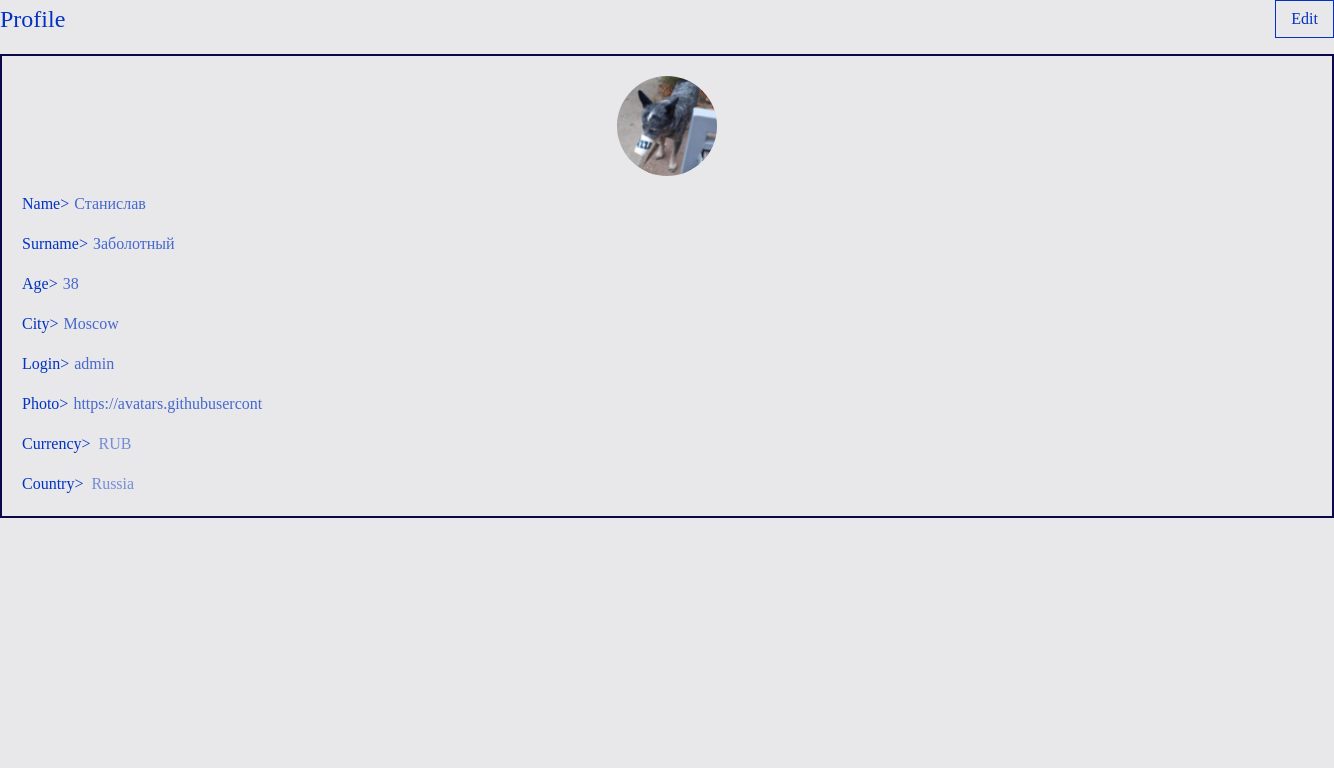 Profile
Edit
Name> Станислав
Surname> Заболотный
Age> 38
City> Moscow
Login> admin
Photo> https://avatars.githubusercont
Currency> RUB
Country> Russia